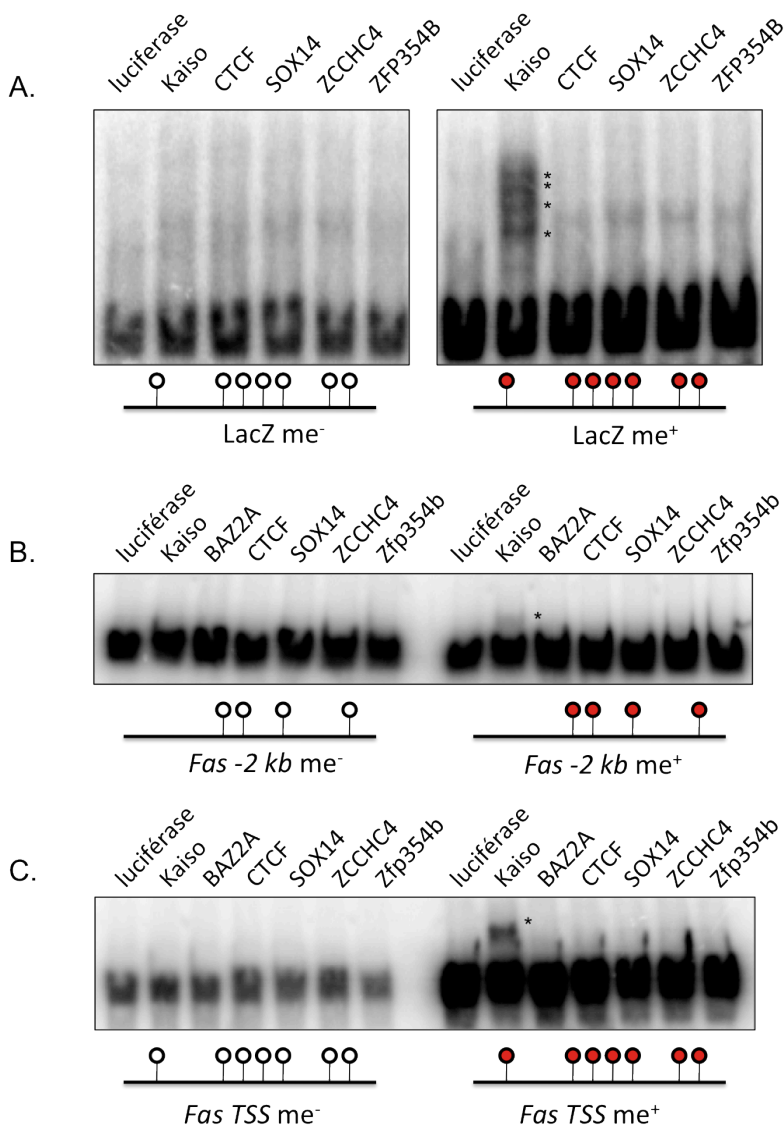 A.
luciferase Kaiso CTCF SOX14 ZCCHC4 ZFP354B luciferase Kaiso CTCF SOX14 ZCCHC4 ZFP354B
*
*
*
*
LacZ me- LacZ me+
B.
luciférase Kaiso BAZ2A CTCF SOX14 ZCCHC4 Zfp354b luciférase Kaiso BAZ2A CTCF SOX14 ZCCHC4 Zfp354b
*
Fas -2 kb me- Fas -2 kb me+
C.
luciférase Kaiso BAZ2A CTCF SOX14 ZCCHC4 Zfp354b luciférase Kaiso BAZ2A CTCF SOX14 ZCCHC4 Zfp354b
*
Fas TSS me- Fas TSS me+